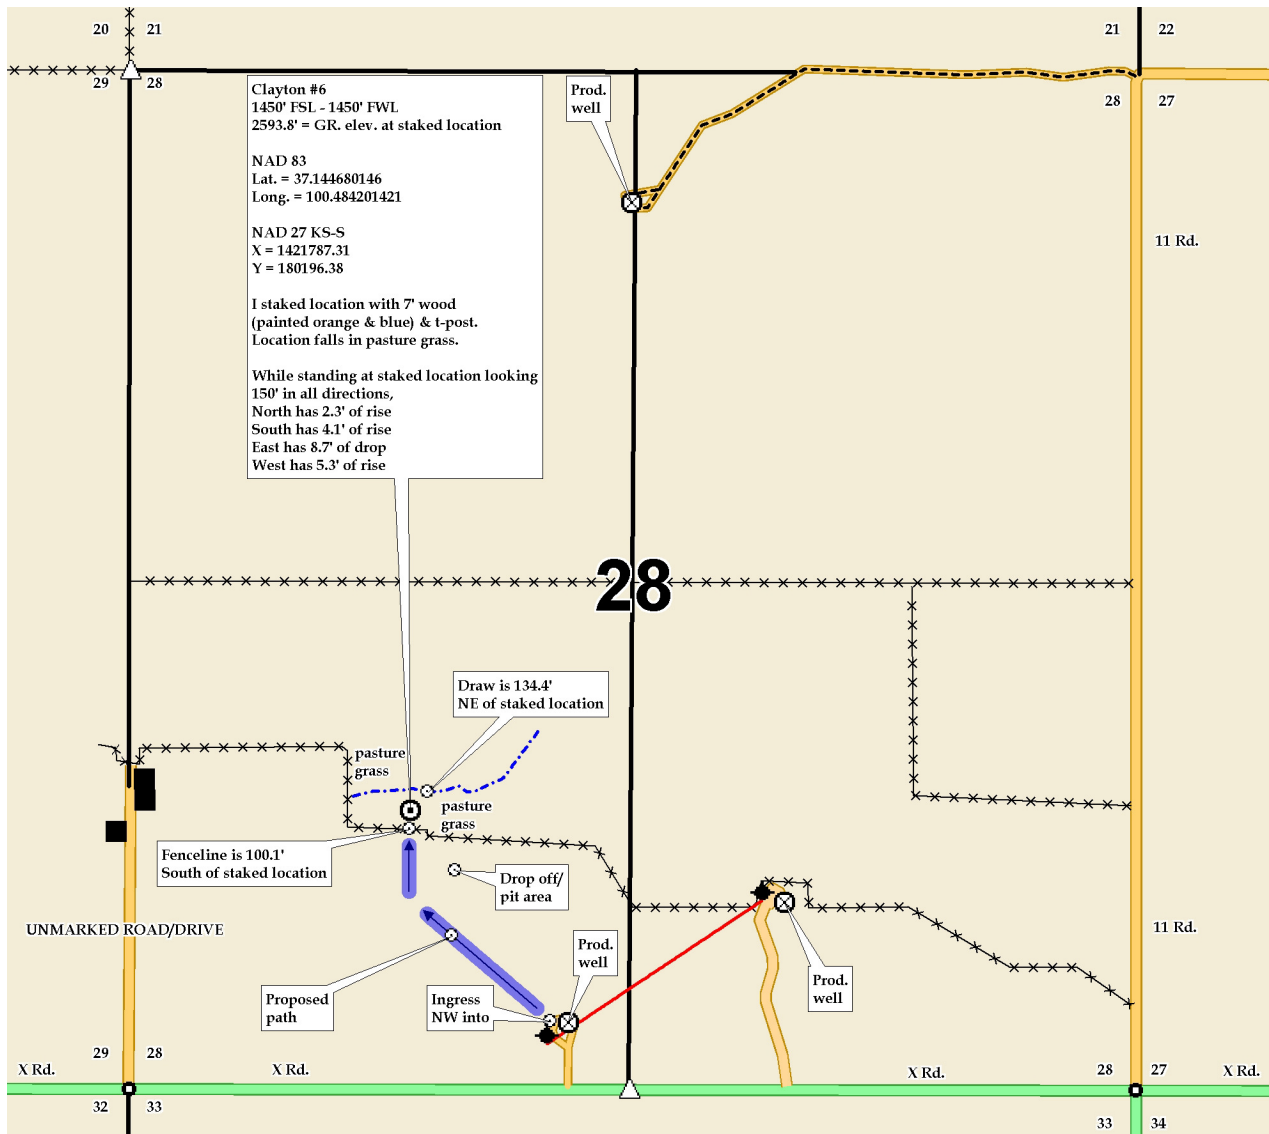 20 21
21 22
29 28
28 27
Clayton #6
1450' FSL - 1450' FWL
2593.8' = GR. elev. at staked location
NAD 83
Lat. = 37.144680146
Long. = 100.484201421
NAD 27 KS-S
X = 1421787.31
Y = 180196.38
I staked location with 7' wood
(painted orange & blue) & t-post.
Location falls in pasture grass.
While standing at staked location looking
150' in all directions,
North has 2.3' of rise
South has 4.1' of rise
East has 8.7' of drop
West has 5.3' of rise
Prod.
well
11 Rd.
28
Draw is 134.4'
NE of staked location
pasture
grass
pasture
grass
Fenceline is 100.1'
South of staked location
Drop off/
pit area
UNMARKED ROAD/DRIVE
11 Rd.
Prod.
well
Prod.
well
Proposed
path
Ingress
NW into
29 28
28 27
X Rd.
X Rd.
X Rd.
X Rd.
32 33
33 34